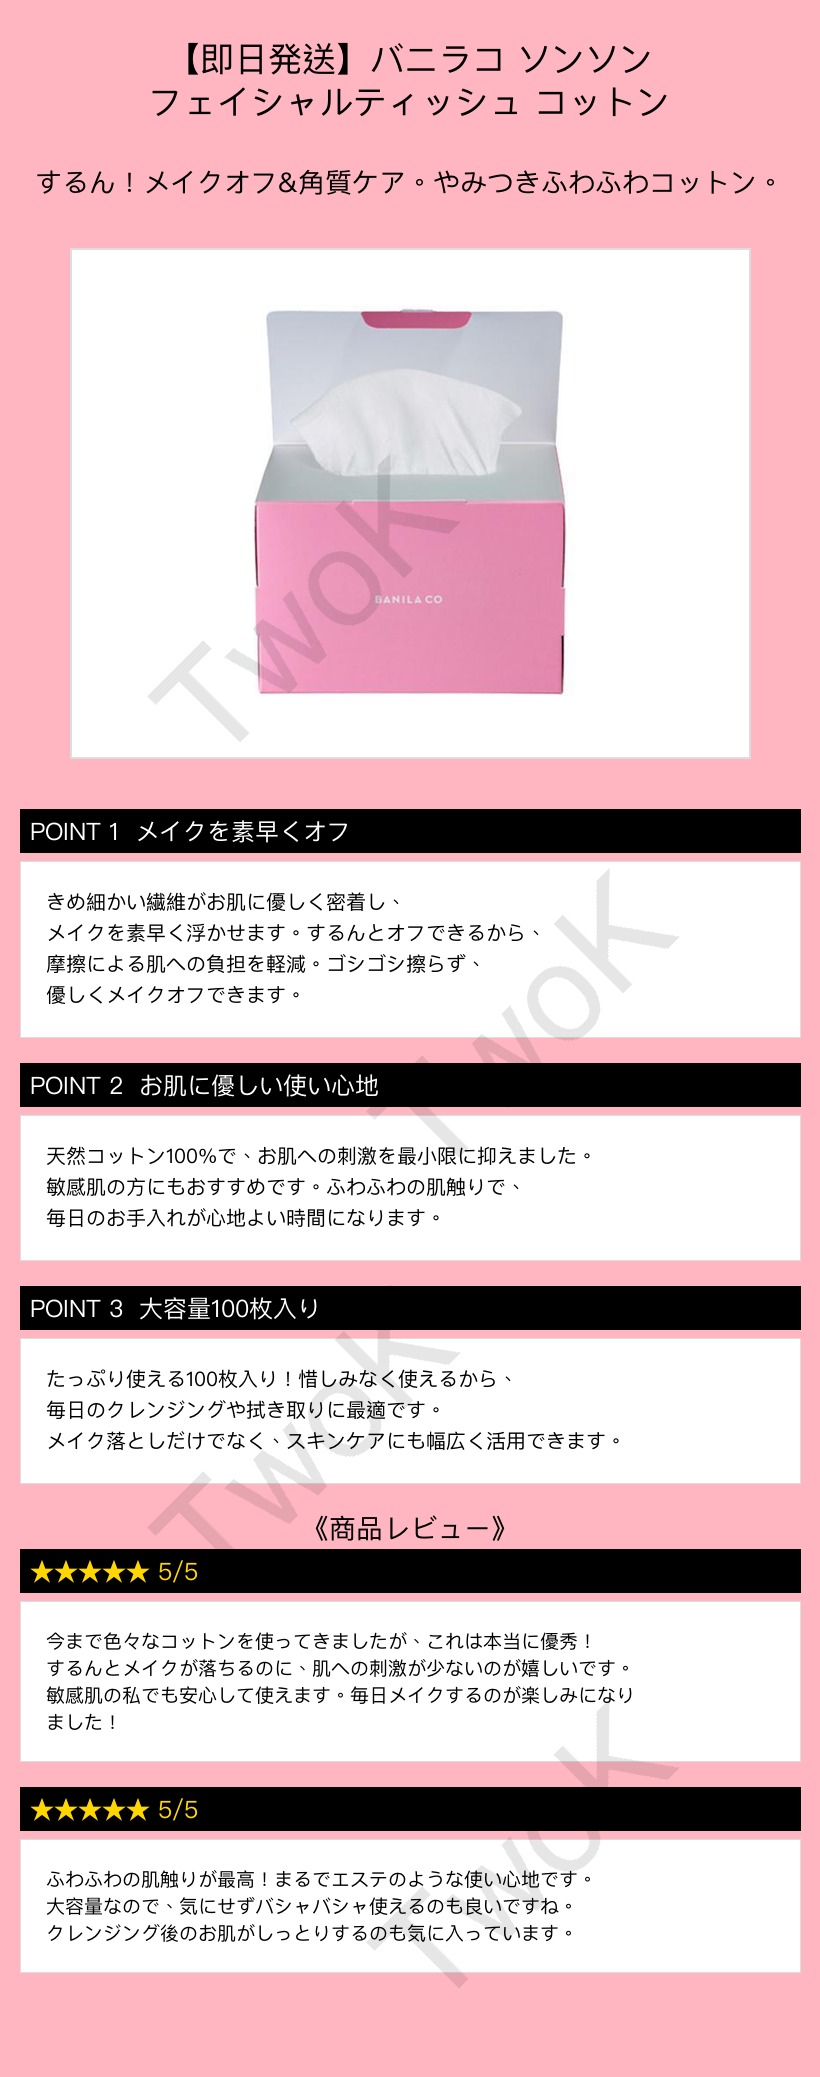 【即日発送】バニラコ ソンソン
フェイシャルティッシュ コットン
するん！メイクオフ&角質ケア。やみつきふわふわコットン。
BANILA CO
TwoK
POINT 1 メイクを素早くオフ
きめ細かい繊維がお肌に優しく密着し、
メイクを素早く浮かせます。するんとオフできるから、
摩擦による肌への負担を軽減。ゴシゴシ擦らず、
優しくメイクオフできます。
TwoK
POINT 2 お肌に優しい使い心地
天然コットン100%で、お肌への刺激を最小限に抑えました。
敏感肌の方にもおすすめです。ふわふわの肌触りで、
毎日のお手入れが心地よい時間になります。
POINT 3 大容量100枚入り
たっぷり使える100枚入り！惜しみなく使えるから、
毎日のクレンジングや拭き取りに最適です。
メイク落としだけでなく、スキンケアにも幅広く活用できます。
TwoK
《商品レビュー》
★★★★★ 5/5
今まで色々なコットンを使ってきましたが、これは本当に優秀！
するんとメイクが落ちるのに、肌への刺激が少ないのが嬉しいです。
敏感肌の私でも安心して使えます。毎日メイクするのが楽しみになり
ました！
★★★★★ 5/5
ふわふわの肌触りが最高！まるでエステのような使い心地です。
大容量なので、気にせずバシャバシャ使えるのも良いですね。
クレンジング後のお肌がしっとりするのも気に入っています。
TwoK